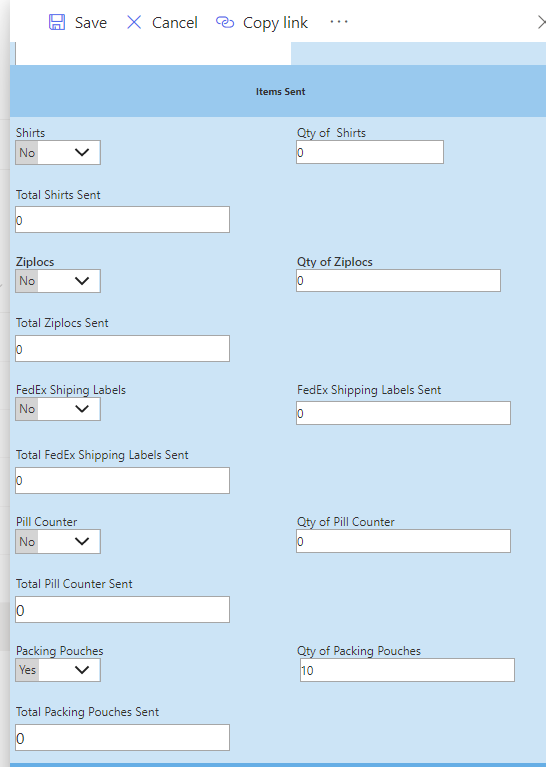 Save Cancel Copy link ...
Items Sent
Shirts Qty of Shirts
No 0
Total Shirts Sent
0
Ziplocs Qty of Ziplocs
No 0
Total Ziplocs Sent
0
FedEx Shiping Labels FedEx Shipping Labels Sent
No 0
Total FedEx Shipping Labels Sent
0
Pill Counter Qty of Pill Counter
No 0
Total Pill Counter Sent
0
Packing Pouches Qty of Packing Pouches
Yes 10
Total Packing Pouches Sent
0